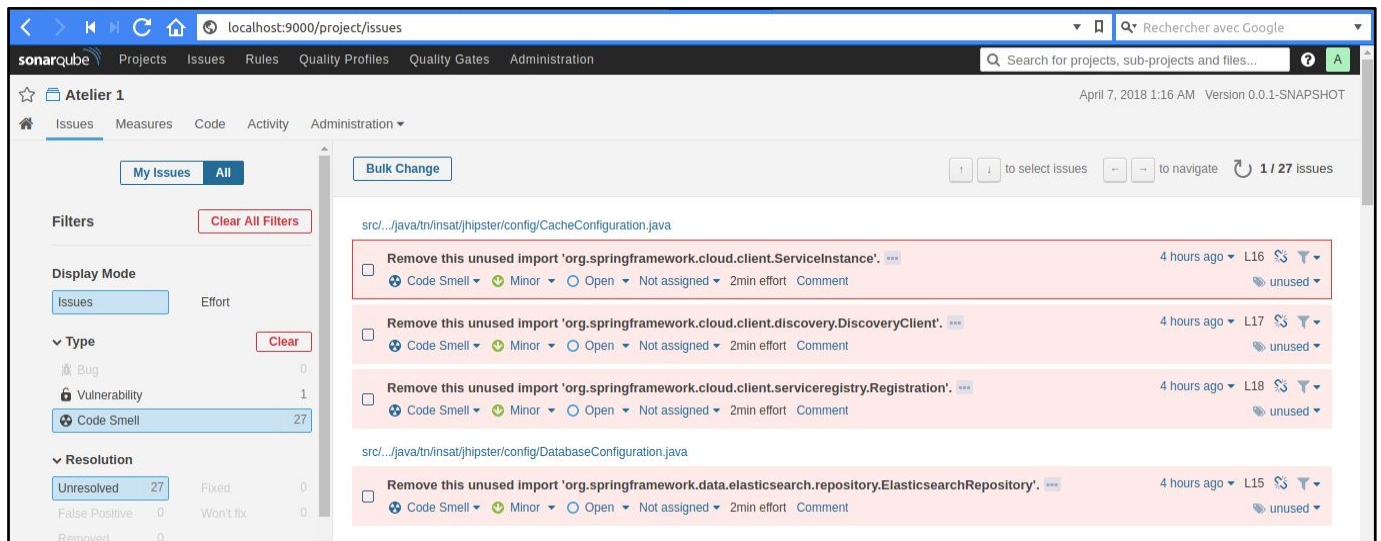 localhost:9000/project/issues Rechercher avec Google
sonarqube Projects Issues Rules Quality Profiles Quality Gates Administration Search for projects, sub-projects and files... ? A
Atelier 1 April 7, 2018 1:16 AM Version 0.0.1-SNAPSHOT
Issues Measures Code Activity Administration
My Issues All
Bulk Change ↑ ↓ to select issues ← → to navigate 1 / 27 issues
Filters Clear All Filters
Display Mode
Issues Effort
Type Clear
Bug 0
Vulnerability 1
Code Smell 27
Resolution
Unresolved 27 Fixed 0
False Positive 0 Won't fix 0
Removed 0
src/.../java/tn/insat/jhipster/config/CacheConfiguration.java
Remove this unused import 'org.springframework.cloud.client.ServiceInstance'. ••• 4 hours ago L16
Code Smell Minor Open Not assigned 2min effort Comment unused
Remove this unused import 'org.springframework.cloud.client.discovery.DiscoveryClient'. ••• 4 hours ago L17
Code Smell Minor Open Not assigned 2min effort Comment unused
Remove this unused import 'org.springframework.cloud.client.serviceregistry.Registration'. ••• 4 hours ago L18
Code Smell Minor Open Not assigned 2min effort Comment unused
src/.../java/tn/insat/jhipster/config/DatabaseConfiguration.java
Remove this unused import 'org.springframework.data.elasticsearch.repository.ElasticsearchRepository'. ••• 4 hours ago L15
Code Smell Minor Open Not assigned 2min effort Comment unused